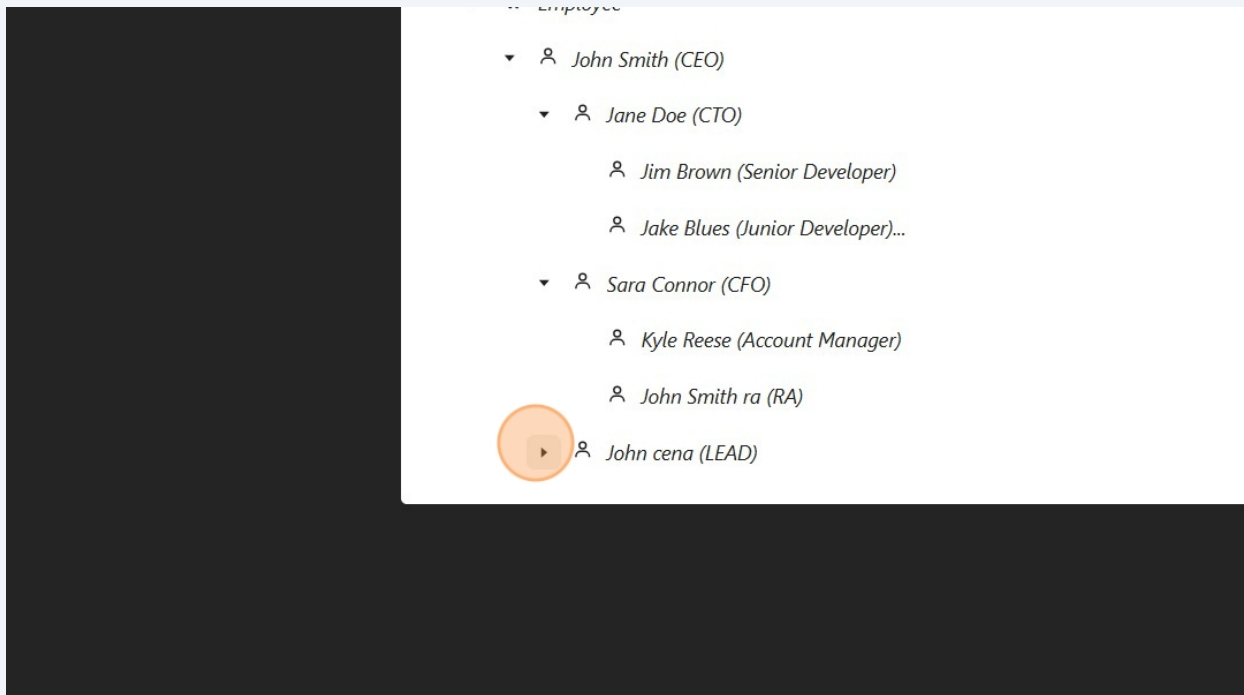 Employee
John Smith (CEO)
Jane Doe (CTO)
Jim Brown (Senior Developer)
Jake Blues (Junior Developer)...
Sara Connor (CFO)
Kyle Reese (Account Manager)
John Smith ra (RA)
John cena (LEAD)